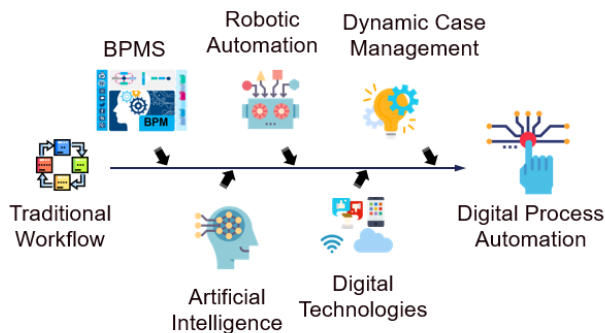 BPMS
Robotic
Automation
Dynamic Case
Management
BPM
Traditional
Workflow
Digital Process
Automation
Artificial
Intelligence
Digital
Technologies